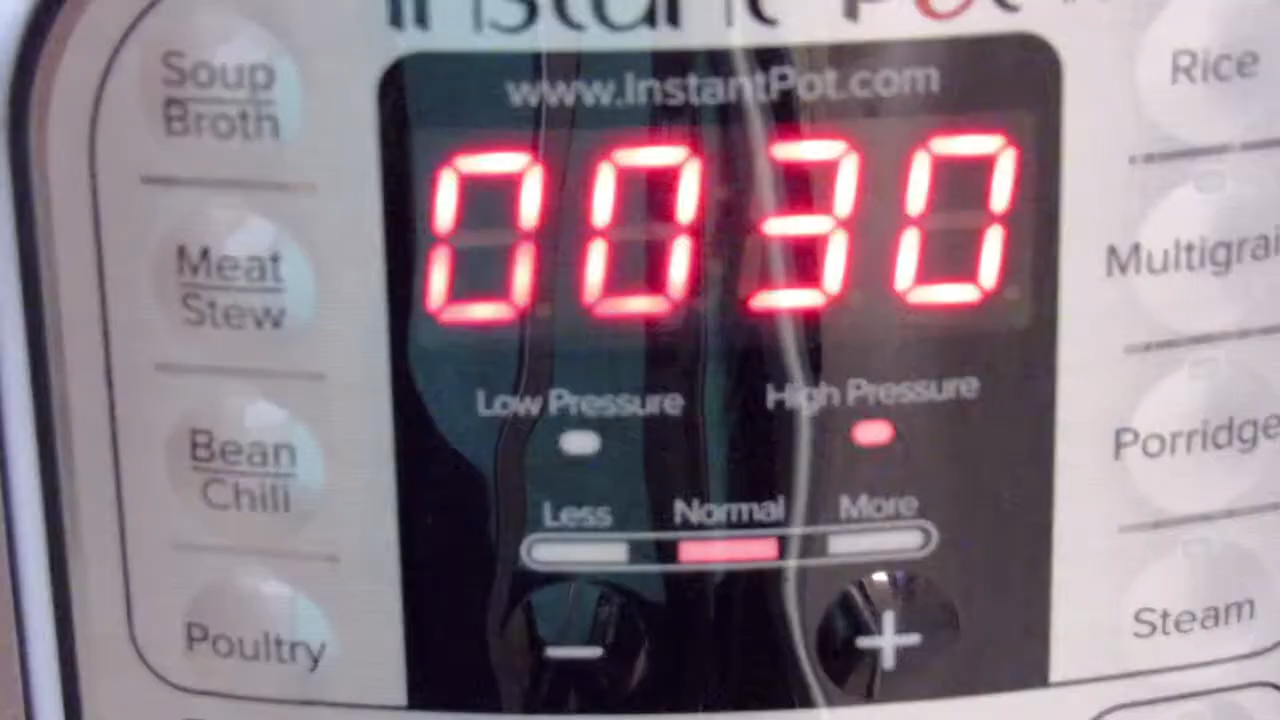 Instant Pot
www.InstantPot.com
0030
Soup
Broth
Meat
Stew
Bean
Chili
Poultry
Low Pressure
High Pressure
Less
Normal
More
−
+
Rice
Multigrai
Porridge
Steam